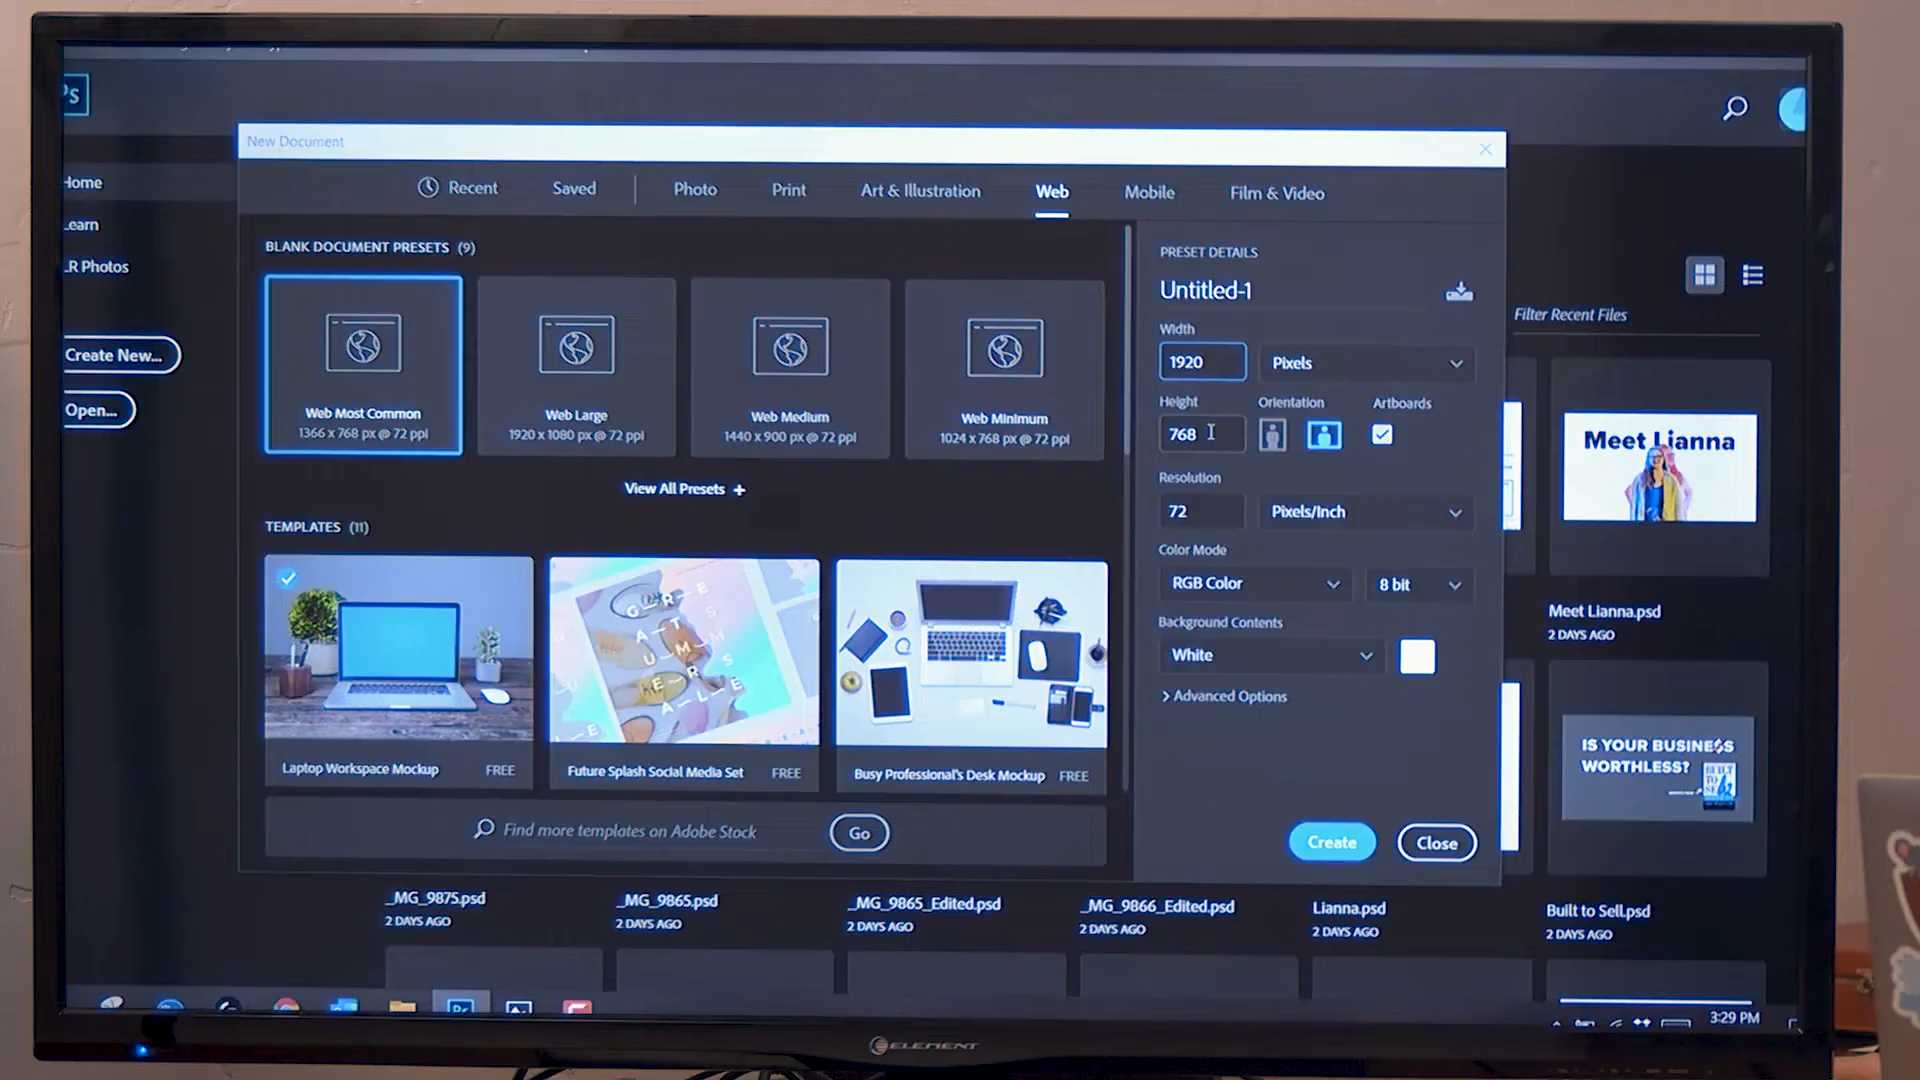 Ps
New Document
Home
Learn
LR Photos
Create New...
Open...
Recent
Saved
Photo
Print
Art & Illustration
Web
Mobile
Film & Video
BLANK DOCUMENT PRESETS (9)
Web Most Common
1366 x 768 px @ 72 ppi
Web Large
1920 x 1080 px @ 72 ppi
Web Medium
1440 x 900 px @ 72 ppi
Web Minimum
1024 x 768 px @ 72 ppi
View All Presets +
TEMPLATES (11)
Laptop Workspace Mockup FREE
Future Splash Social Media Set FREE
Busy Professional's Desk Mockup FREE
Find more templates on Adobe Stock
Go
PRESET DETAILS
Untitled-1
Width
1920 Pixels
Height Orientation Artboards
768
Resolution
72 Pixels/Inch
Color Mode
RGB Color 8 bit
Background Contents
White
Advanced Options
Create
Close
Filter Recent Files
Meet Lianna
Meet Lianna.psd
2 DAYS AGO
IS YOUR BUSINESS
WORTHLESS?
BUILT
TO SELL
Built to Sell.psd
2 DAYS AGO
_MG_9875.psd
2 DAYS AGO
_MG_9865.psd
2 DAYS AGO
_MG_9865_Edited.psd
2 DAYS AGO
_MG_9866_Edited.psd
2 DAYS AGO
Lianna.psd
2 DAYS AGO
Ps
3:29 PM
ELEMENT